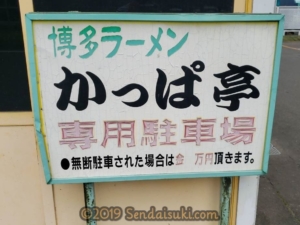 博多ラーメン
かっぱ亭
専用駐車場
●無断駐車された場合は金 万円頂きます。
©2019 Sendaisuki.com